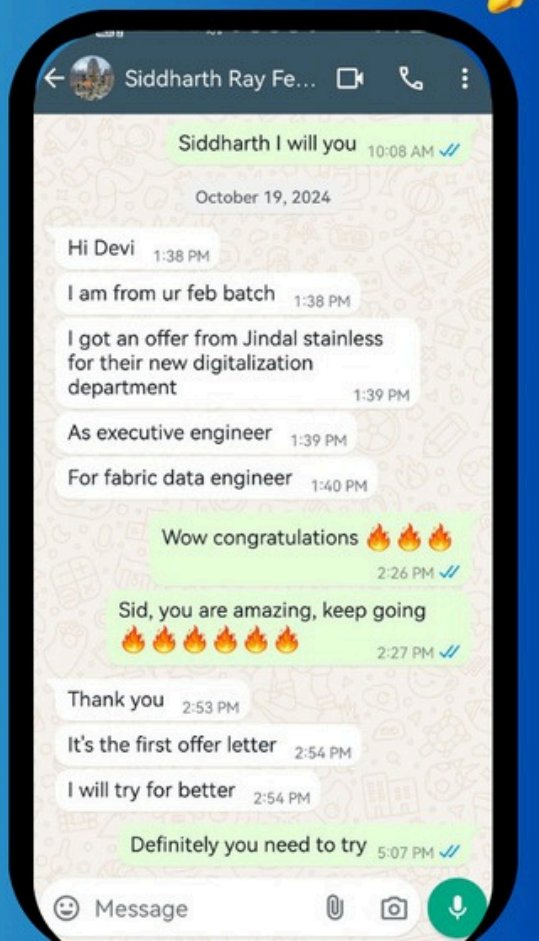 Siddharth Ray Fe...
Siddharth I will you 10:08 AM
October 19, 2024
Hi Devi 1:38 PM
I am from ur feb batch 1:38 PM
I got an offer from Jindal stainless
for their new digitalization
department 1:39 PM
As executive engineer 1:39 PM
For fabric data engineer 1:40 PM
Wow congratulations 🔥🔥🔥
2:26 PM
Sid, you are amazing, keep going
🔥🔥🔥🔥🔥🔥 2:27 PM
Thank you 2:53 PM
It's the first offer letter 2:54 PM
I will try for better 2:54 PM
Definitely you need to try 5:07 PM
Message